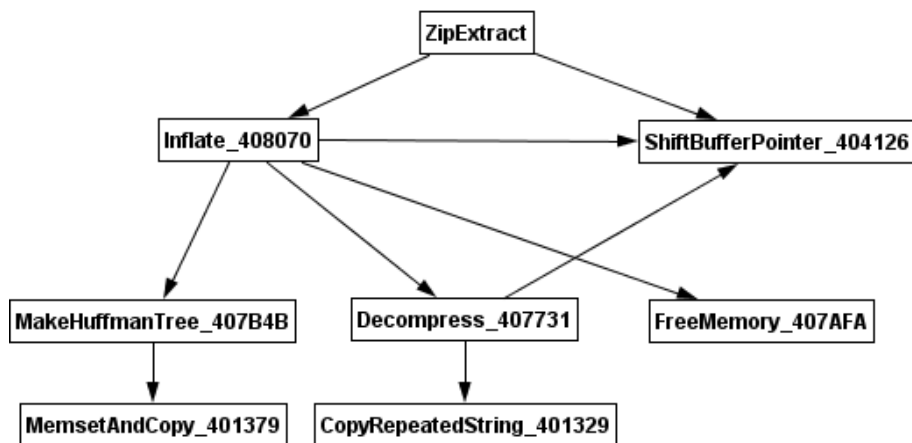 ZipExtract
Inflate_408070
ShiftBufferPointer_404126
MakeHuffmanTree_407B4B
Decompress_407731
FreeMemory_407AFA
MemsetAndCopy_401379
CopyRepeatedString_401329